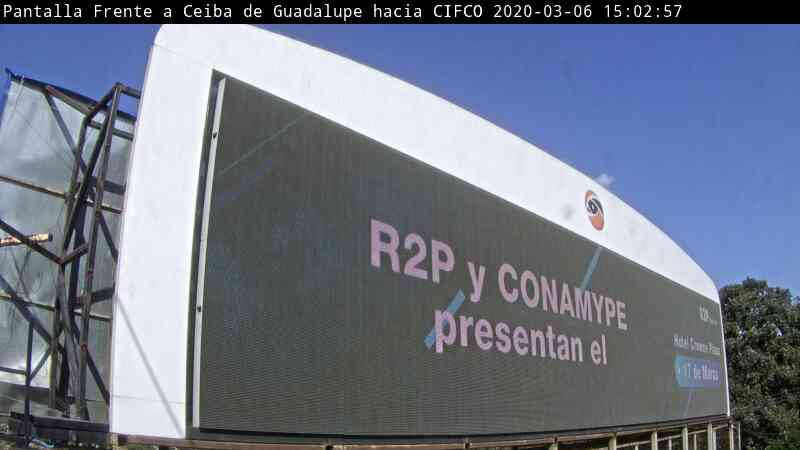 Pantalla Frente a Ceiba de Guadalupe hacia CIFCO 2020-03-06 15:02:57
R2P y CONAMYPE
presentan el
R2P
Hotel Crowne Plaza
17 de Marzo